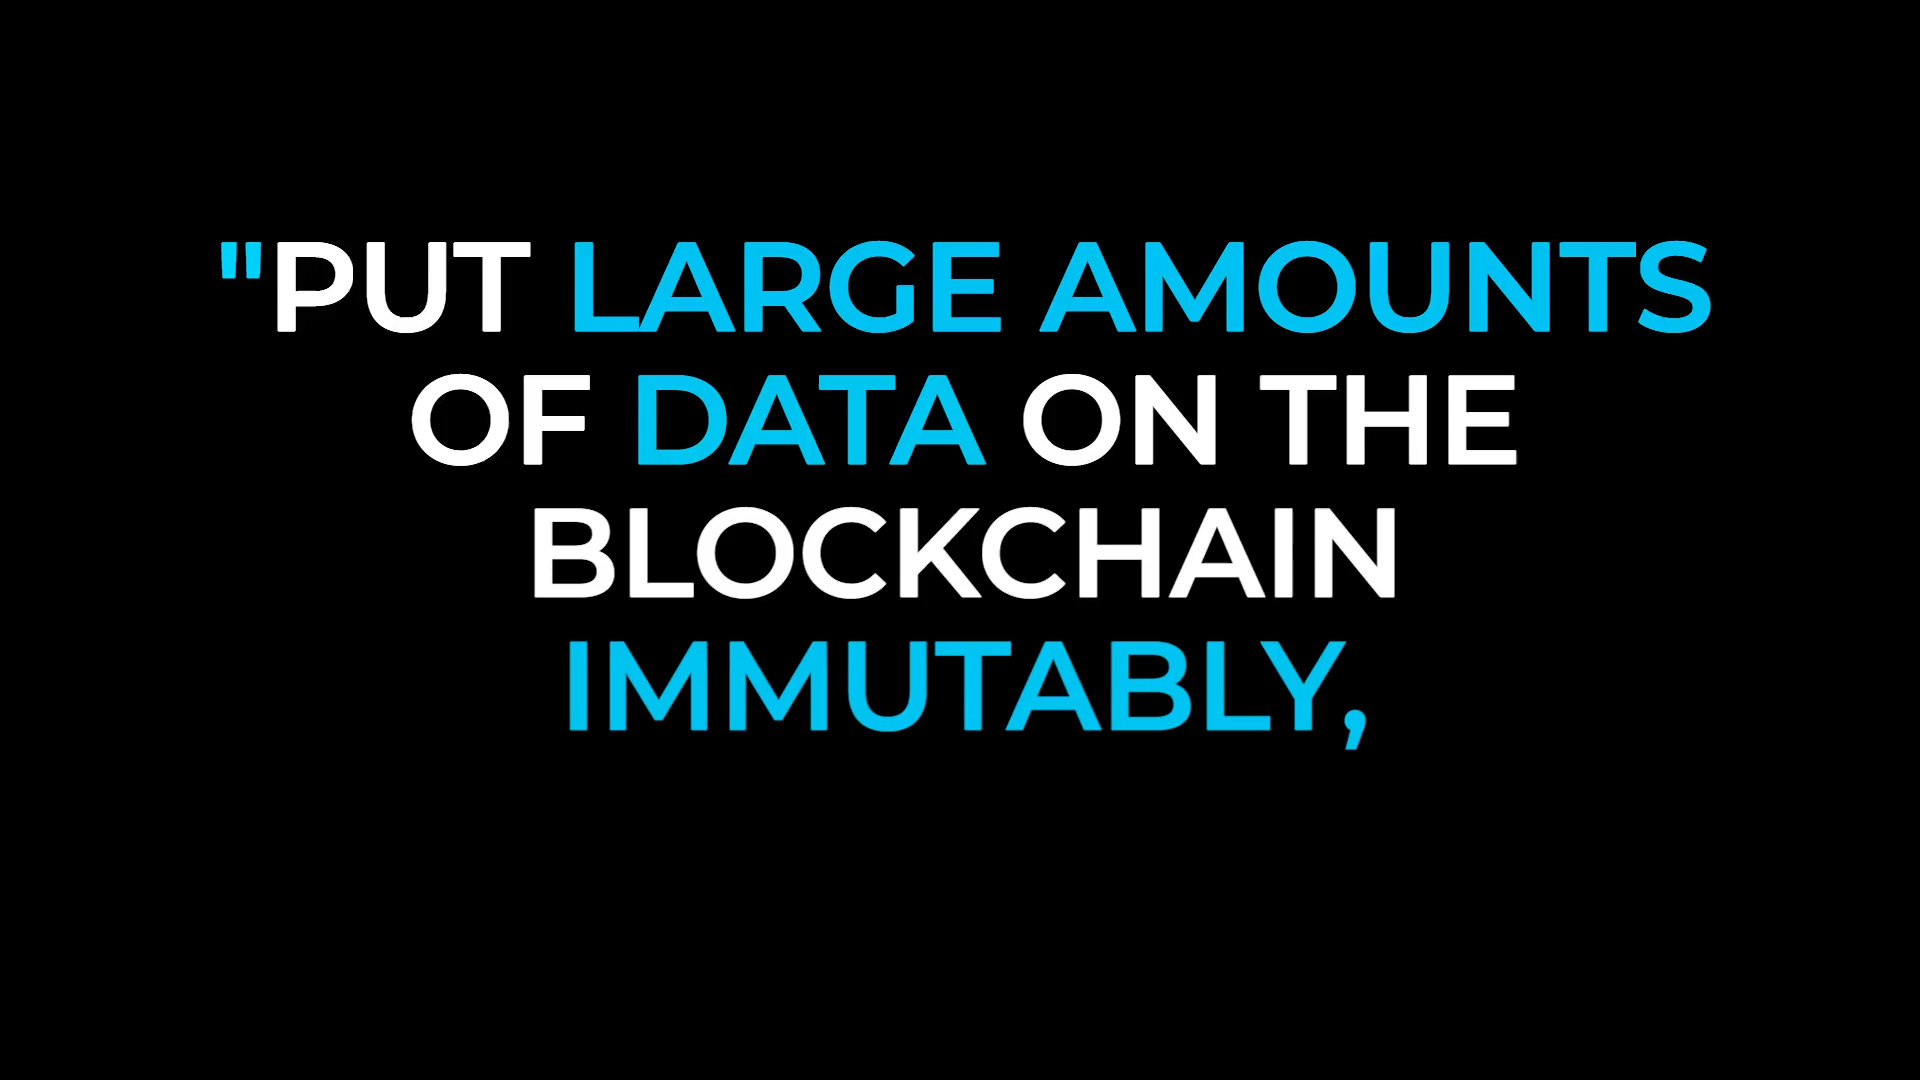 "PUT LARGE AMOUNTS
OF DATA ON THE
BLOCKCHAIN
IMMUTABLY,